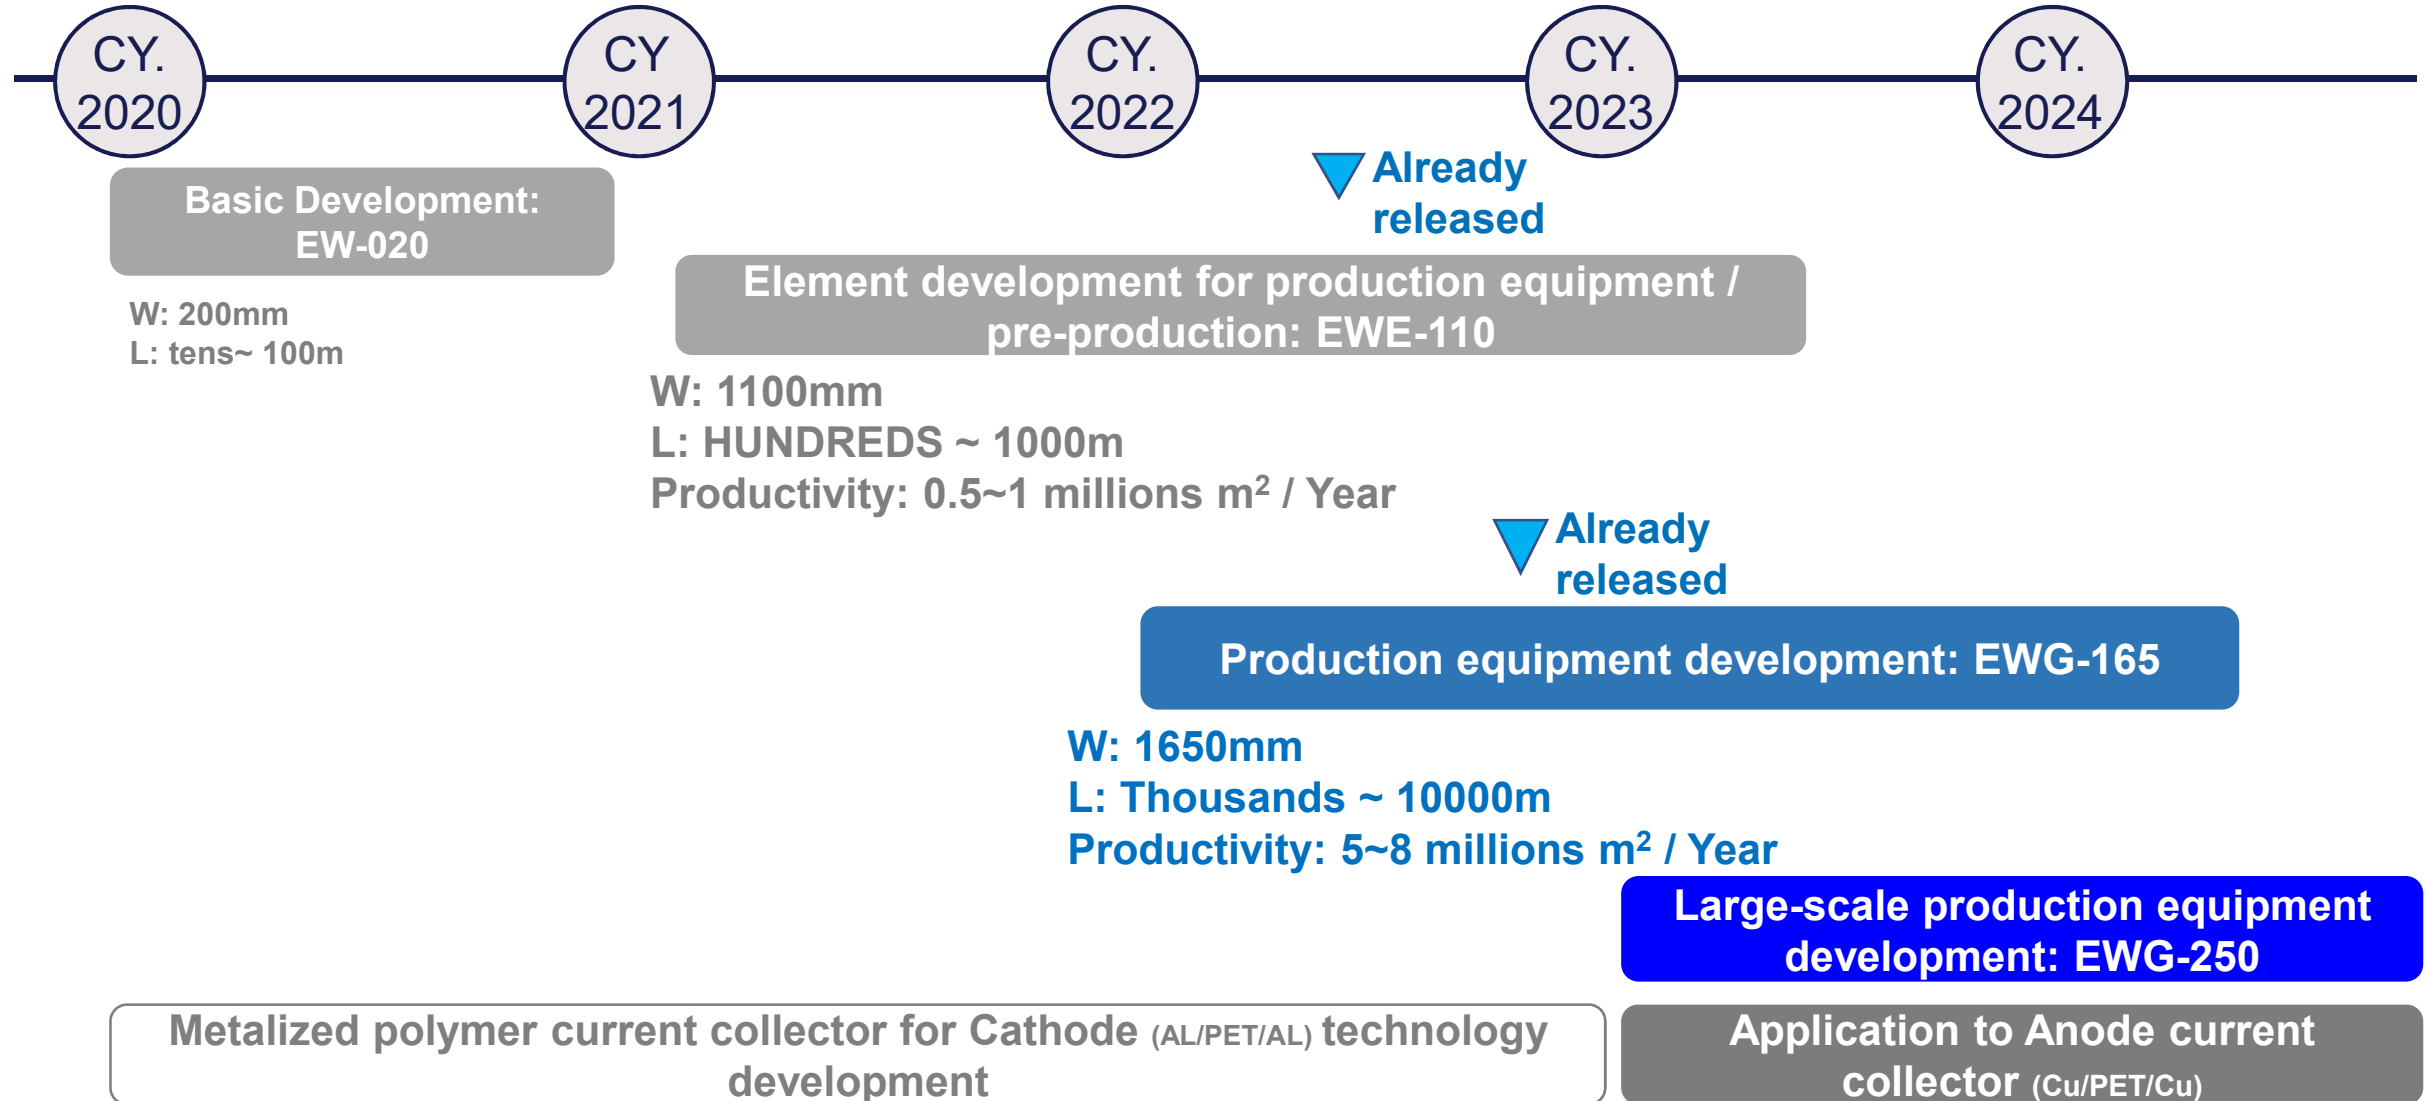 CY.
2020
CY
2021
CY.
2022
CY.
2023
CY.
2024
Already
released
Basic Development:
EW-020
W: 200mm
L: tens~ 100m
Element development for production equipment /
pre-production: EWE-110
W: 1100mm
L: HUNDREDS ~ 1000m
Productivity: 0.5~1 millions m² / Year
Already
released
Production equipment development: EWG-165
W: 1650mm
L: Thousands ~ 10000m
Productivity: 5~8 millions m² / Year
Large-scale production equipment
development: EWG-250
Metalized polymer current collector for Cathode (AL/PET/AL) technology
development
Application to Anode current
collector (Cu/PET/Cu)